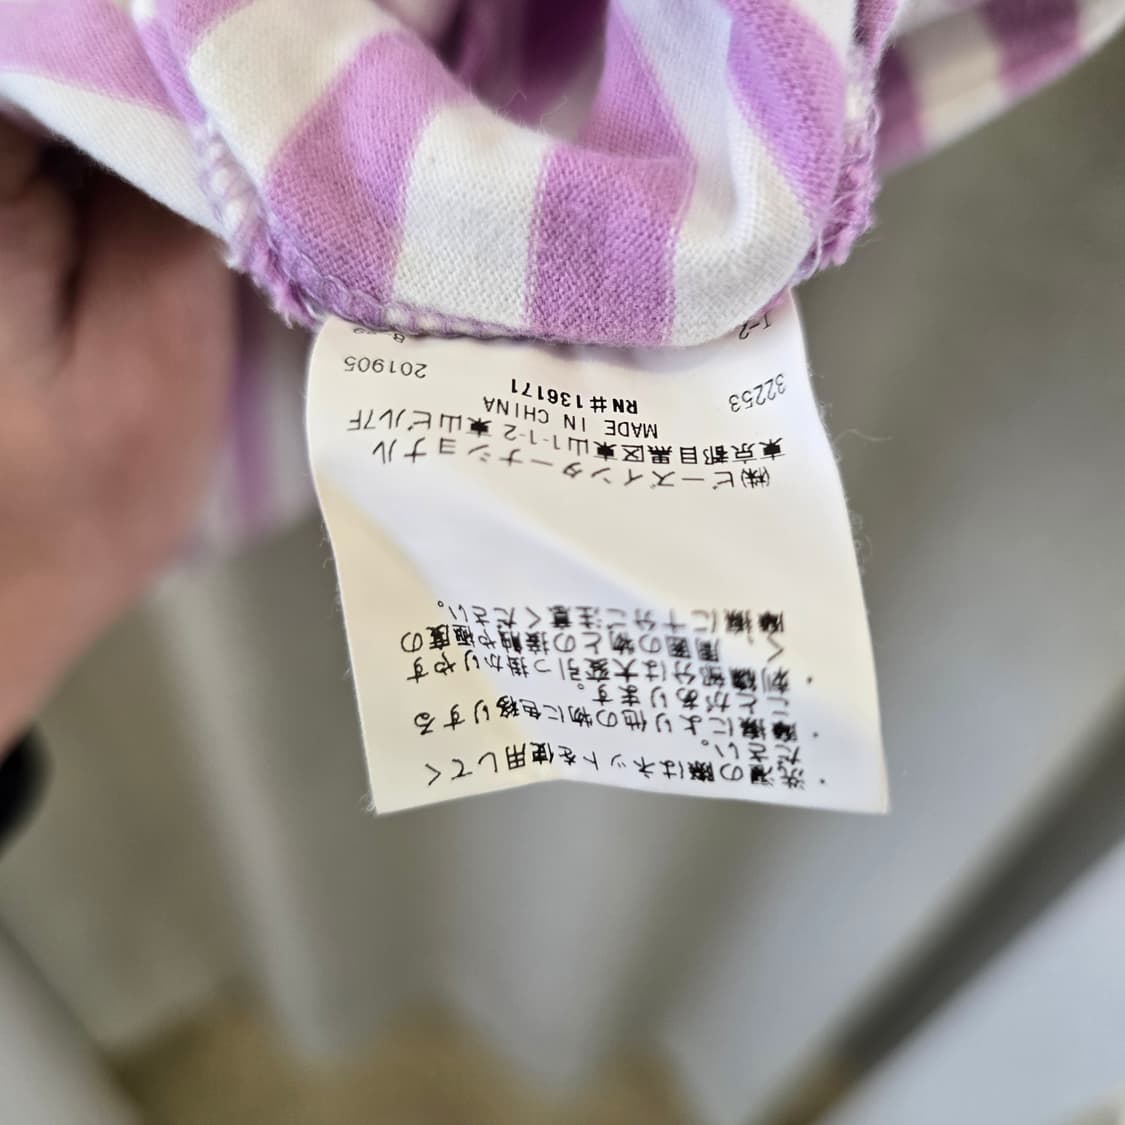 ・洗濯の際はネットを使用してく
ださい。
・摩擦により他の物に色移りする
ことがあります。
・刺繍部分は大変引っ掛かりやす
く、周囲の物との接触や極度の
摩擦に十分ご注意ください。
㈱ビーズインターナショナル
東京都目黒区東山1-1-2 東山ビル7F
MADE IN CHINA
RN#136171
32253 201905